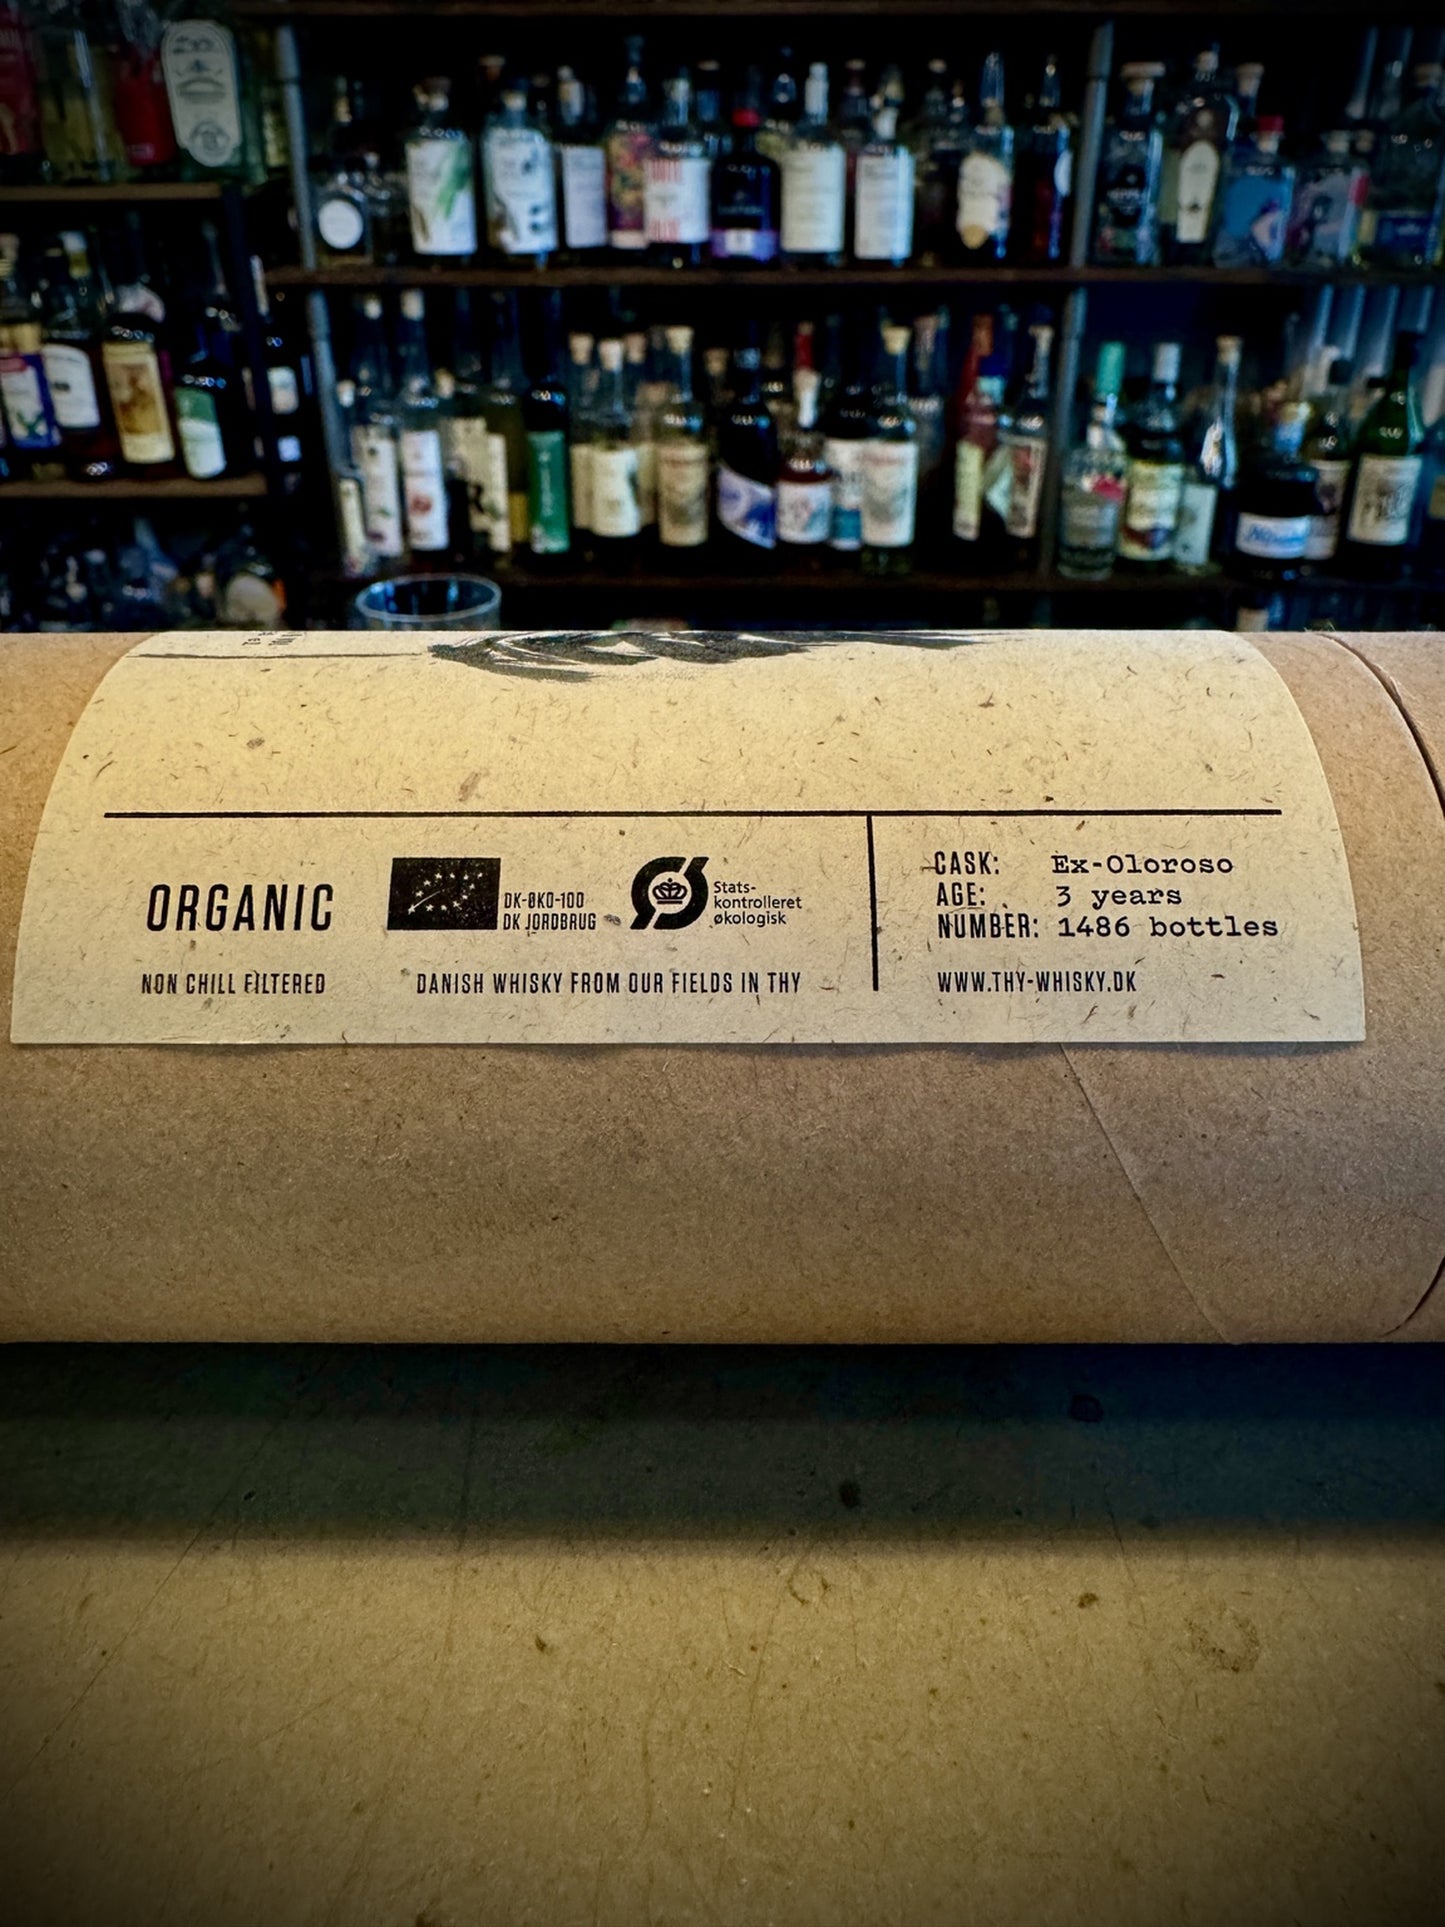 ORGANIC
NON CHILL FILTERED
DK-ØKO-100
DK JORDBRUG
Stats-
kontrolleret
økologisk
DANISH WHISKY FROM OUR FIELDS IN THY
CASK: Ex-Oloroso
AGE: 3 years
NUMBER: 1486 bottles
WWW.THY-WHISKY.DK